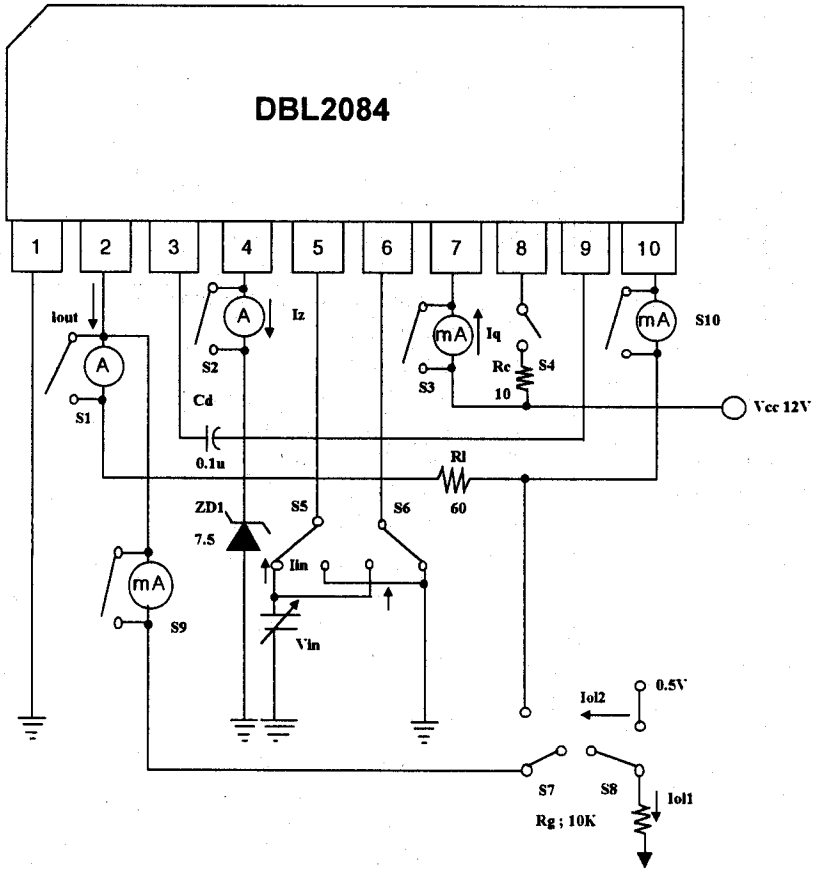 DBL2084
1 2 3 4 5 6 7 8 9 10
Iout
A
A
Iz
mA
Iq
mA
S10
S1
S2
S3
Rc
S4
10
Vcc 12V
Cd
0.1u
Rl
60
ZD1
7.5
S5
S6
Iin
mA
S9
Vin
0.5V
Iol2
S7
S8
Rg ; 10K
Iol1